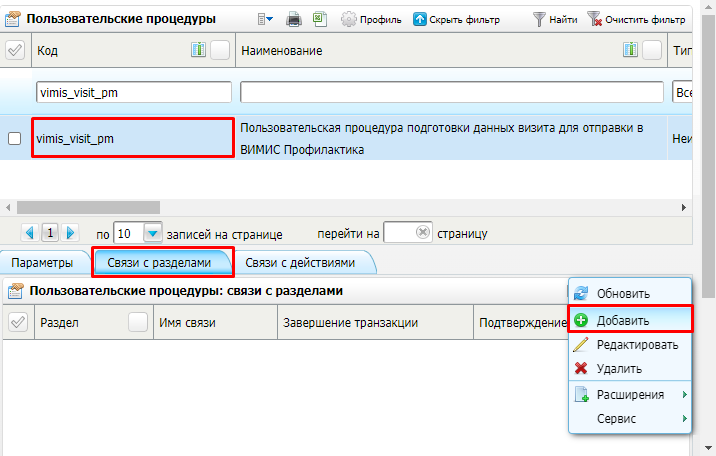 Пользовательские процедуры
Профиль
Скрыть фильтр
Найти
Очистить фильтр
Код
Наименование
Тип
vimis_visit_pm
Все
vimis_visit_pm
Пользовательская процедура подготовки данных визита для отправки в
ВИМИС Профилактика
Неи
1
по 10 записей на странице
перейти на
страницу
Параметры
Связи с разделами
Связи с действиями
Пользовательские процедуры: связи с разделами
Раздел
Имя связи
Завершение транзакции
Подтверждение
Обновить
Добавить
Редактировать
Удалить
Расширения
Сервис